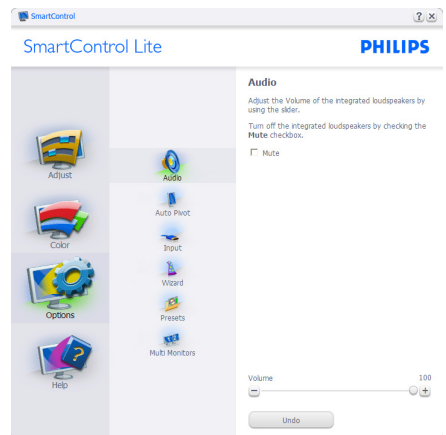 SmartControl
SmartControl Lite
PHILIPS
Adjust
Color
Options
Help
Audio
Auto Pivot
Input
Wizard
Presets
Multi Monitors
Audio
Adjust the Volume of the integrated loudspeakers by
using the slider.
Turn off the integrated loudspeakers by checking the
Mute checkbox.
Mute
Volume 100
Undo